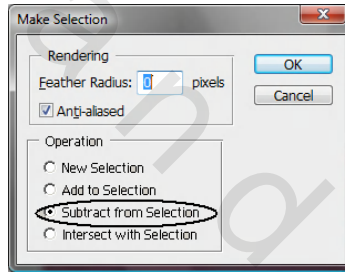 Make Selection
Rendering
Feather Radius: 0 pixels
Anti-aliased
OK
Cancel
Operation
New Selection
Add to Selection
Subtract from Selection
Intersect with Selection